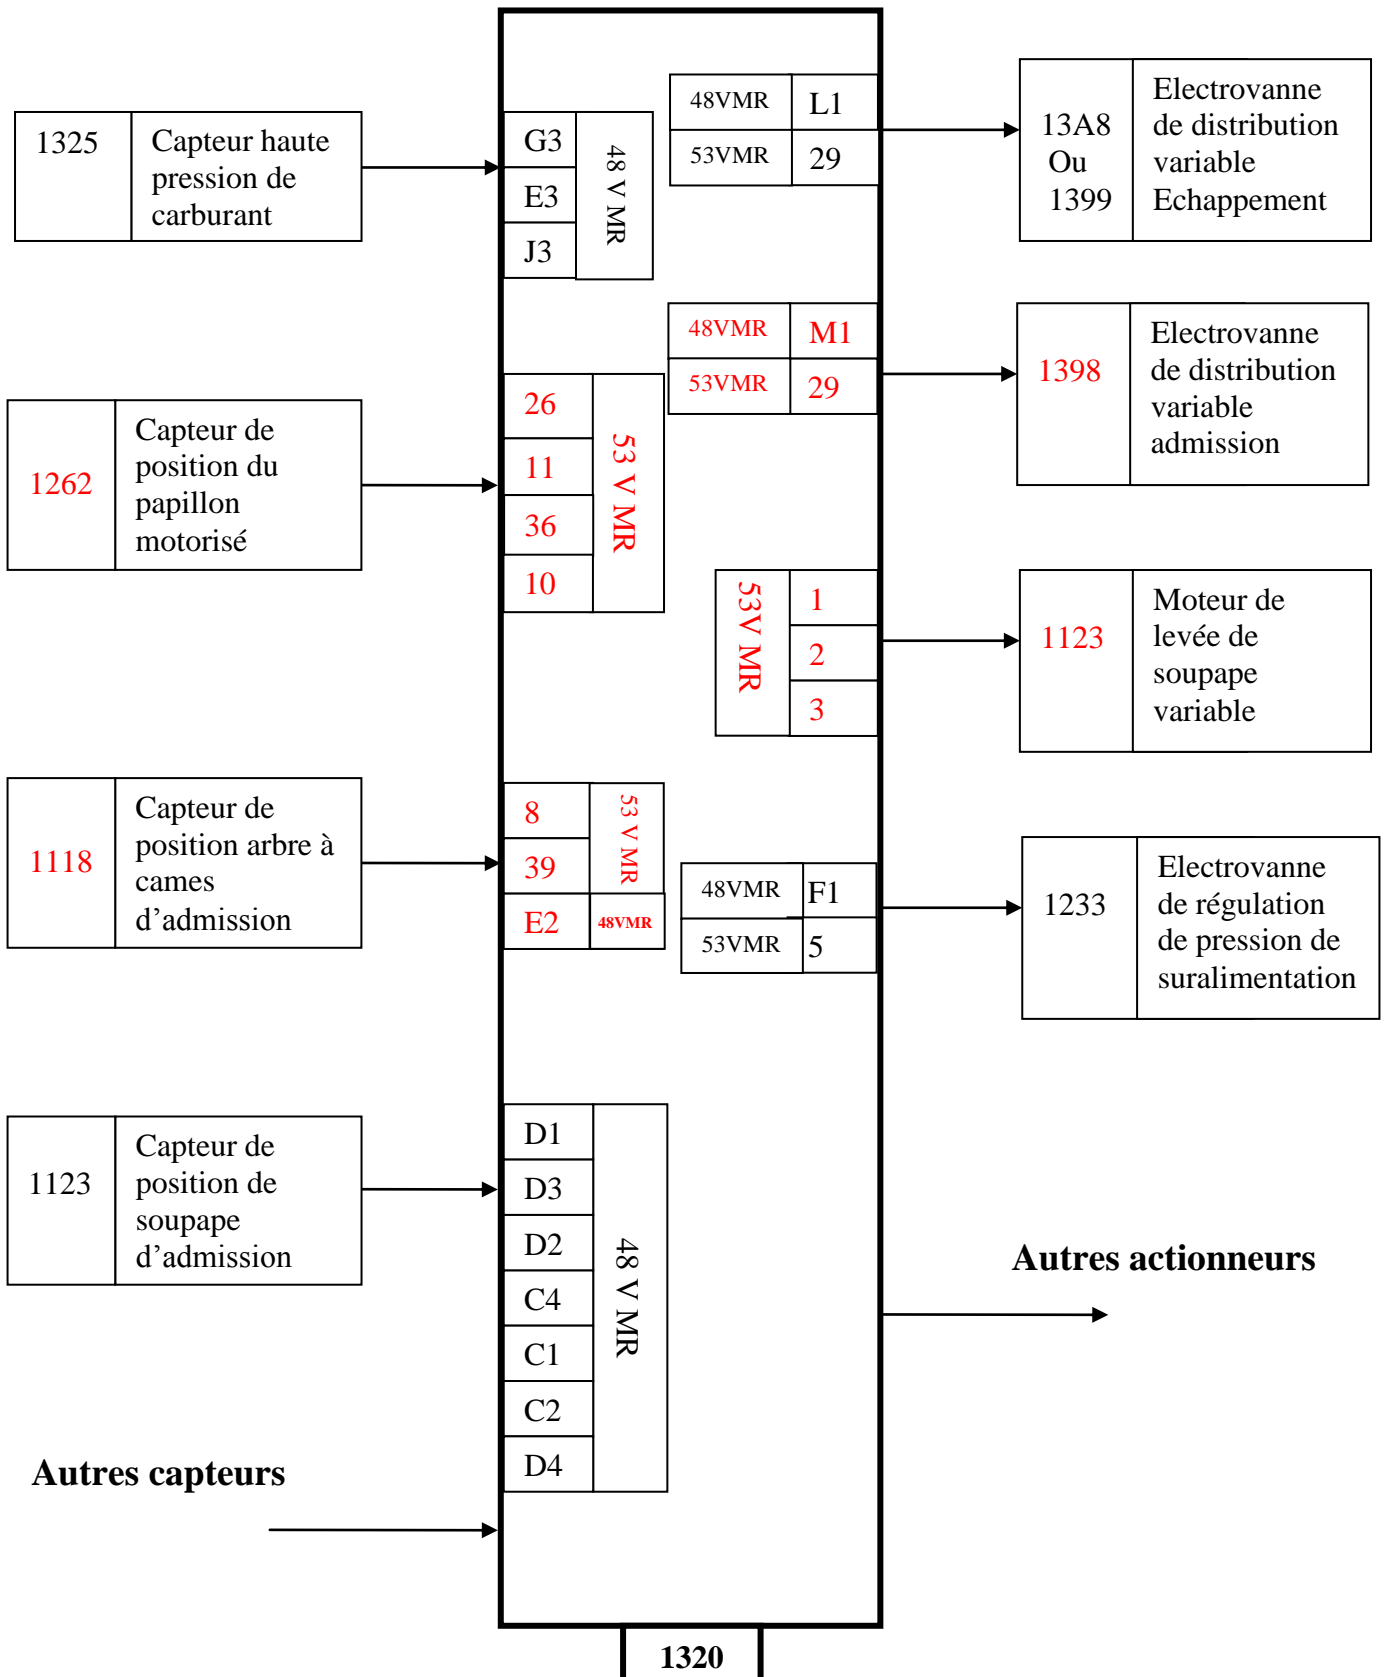 1325
Capteur haute
pression de
carburant
G3
E3
J3
48 V MR
48VMR
L1
53VMR
29
13A8
Ou
1399
Electrovanne
de distribution
variable
Echappement
1262
Capteur de
position du
papillon
motorisé
26
11
36
10
53 V MR
48VMR
M1
53VMR
29
1398
Electrovanne
de distribution
variable
admission
53V MR
1
2
3
1123
Moteur de
levée de
soupape
variable
1118
Capteur de
position arbre à
cames
d’admission
8
39
53 V MR
E2
48VMR
48VMR
F1
53VMR
5
1233
Electrovanne
de régulation
de pression de
suralimentation
1123
Capteur de
position de
soupape
d’admission
D1
D3
D2
C4
C1
C2
D4
48 V MR
Autres actionneurs
Autres capteurs
1320